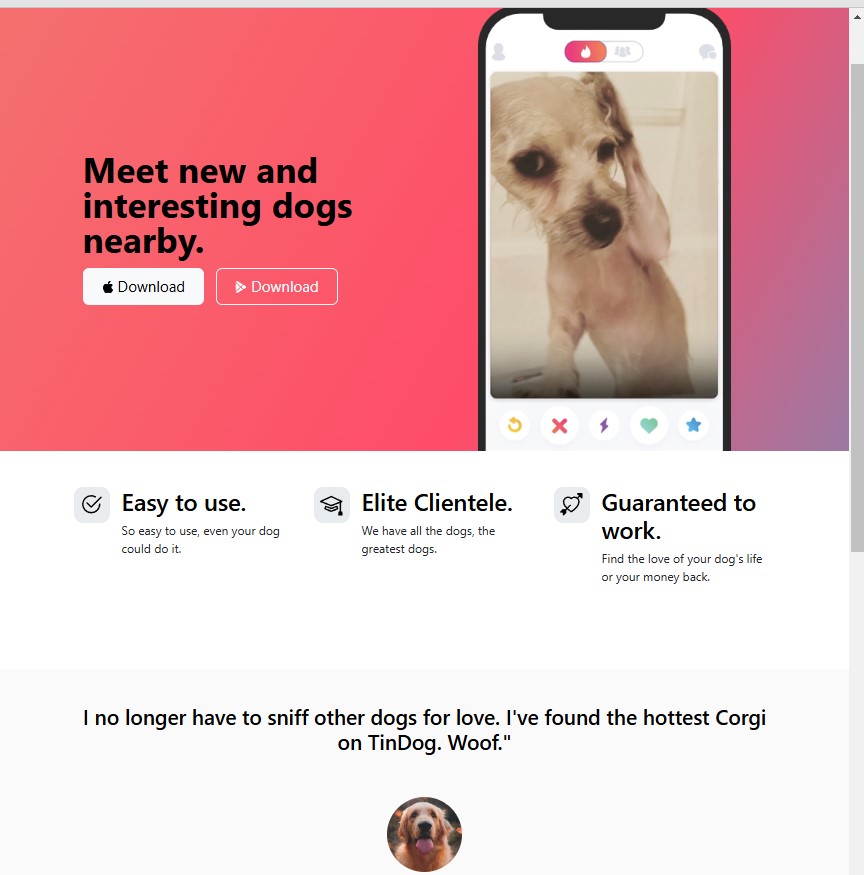 Meet new and
interesting dogs
nearby.
Download
Download
Easy to use.
So easy to use, even your dog
could do it.
Elite Clientele.
We have all the dogs, the
greatest dogs.
Guaranteed to
work.
Find the love of your dog's life
or your money back.
I no longer have to sniff other dogs for love. I've found the hottest Corgi
on TinDog. Woof."